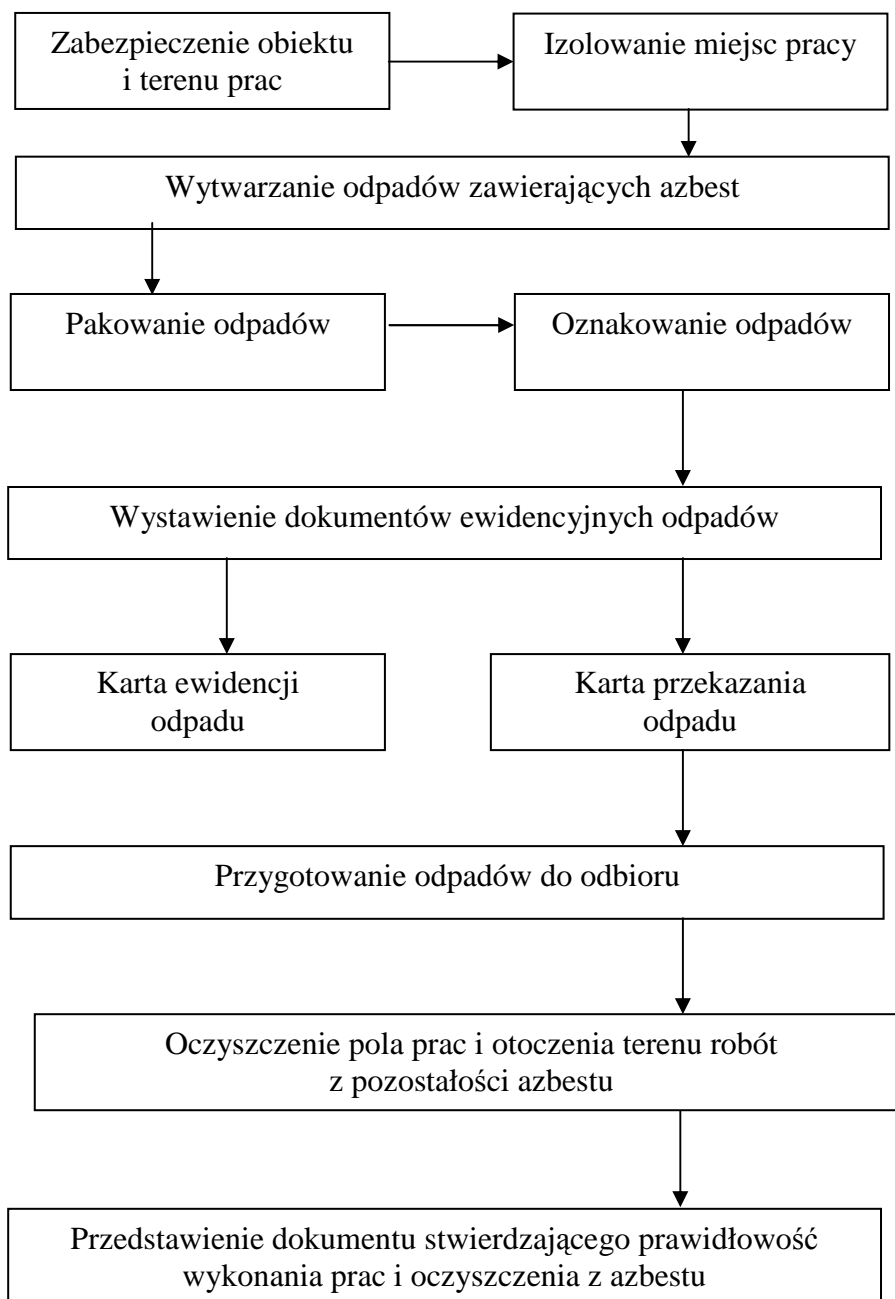 Zabezpieczenie obiektu
i terenu prac
Izolowanie miejsc pracy
Wytwarzanie odpadów zawierających azbest
Pakowanie odpadów
Oznakowanie odpadów
Wystawienie dokumentów ewidencyjnych odpadów
Karta ewidencji
odpadu
Karta przekazania
odpadu
Przygotowanie odpadów do odbioru
Oczyszczenie pola prac i otoczenia terenu robót
z pozostałości azbestu
Przedstawienie dokumentu stwierdzającego prawidłowość
wykonania prac i oczyszczenia z azbestu